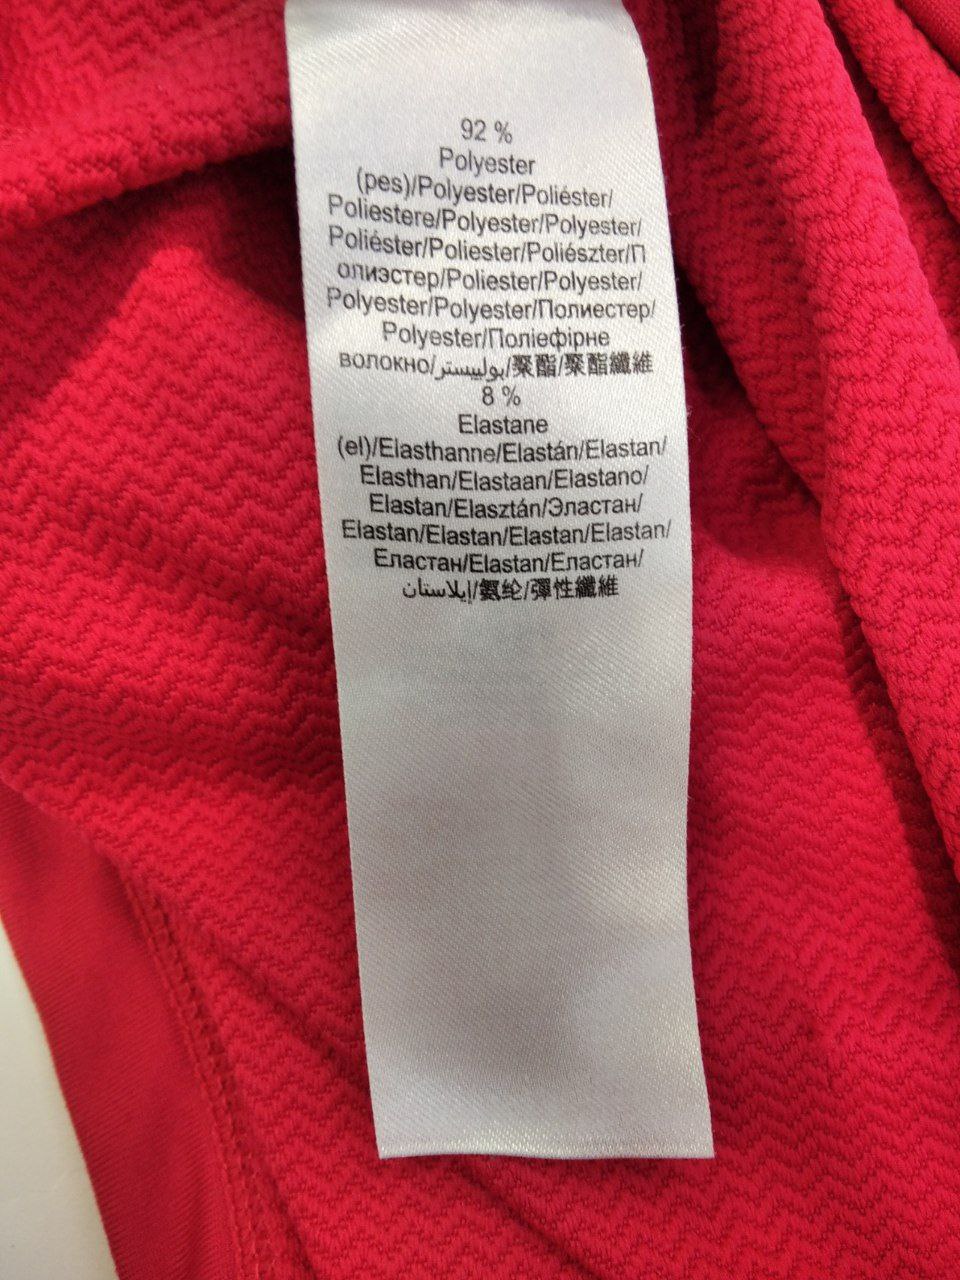 92 %
Polyester
(pes)/Polyester/Poliéster/
Poliestere/Polyester/Polyester/
Poliéster/Poliester/Poliészter/П
олиэстер/Poliester/Polyester/
Polyester/Polyester/Полиестер/
Polyester/Поліефірне
волокно/بولييستر/聚酯/聚酯纖維
8 %
Elastane
(el)/Elasthanne/Elastán/Elastan/
Elasthan/Elastaan/Elastano/
Elastan/Elasztán/Эластан/
Elastan/Elastan/Elastan/Elastan/
Еластан/Elastan/Еластан/
إيلاستان/氨纶/彈性纖維